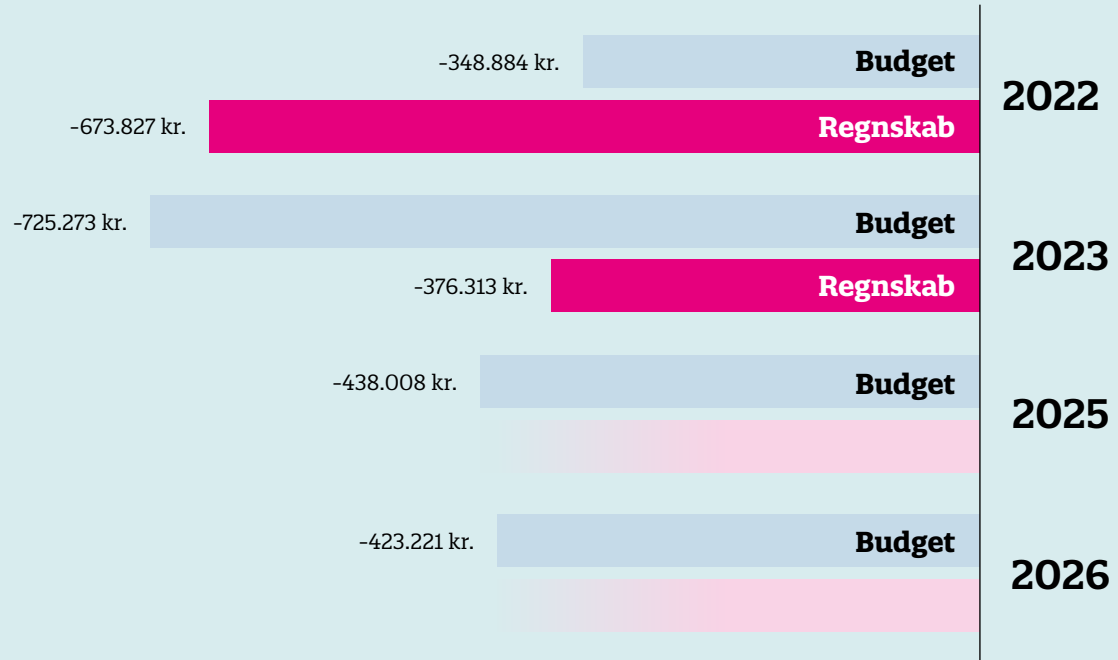 -348.884 kr. Budget
2022
-673.827 kr. Regnskab
-725.273 kr. Budget
2023
-376.313 kr. Regnskab
-438.008 kr. Budget
2025
-423.221 kr. Budget
2026